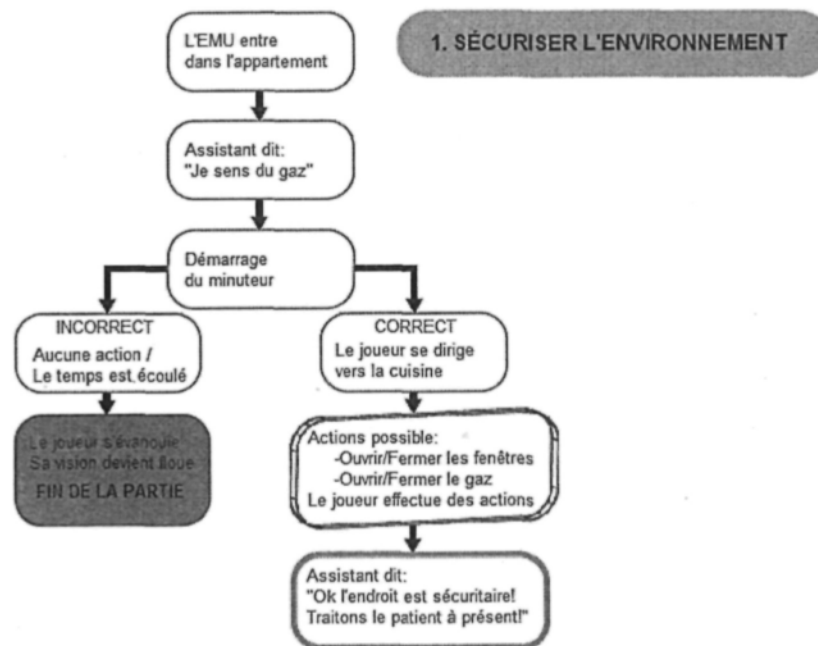 1. SÉCURISER L'ENVIRONNEMENT
L'EMU entre
dans l'appartement
Assistant dit:
"Je sens du gaz"
Démarrage
du minuteur
INCORRECT
Aucune action /
Le temps est écoulé
CORRECT
Le joueur se dirige
vers la cuisine
Le joueur s'évanouie
Sa vision devient floue
FIN DE LA PARTIE
Actions possible:
-Ouvrir/Fermer les fenêtres
-Ouvrir/Fermer le gaz
Le joueur effectue des actions
Assistant dit:
"Ok l'endroit est sécuritaire!
Traitons le patient à présent!"